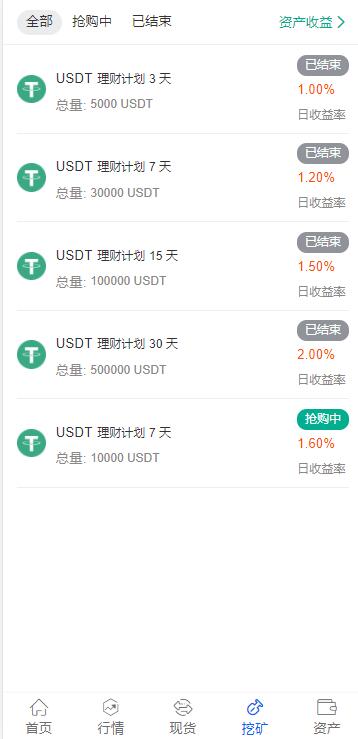 全部 抢购中 已结束 资产收益
已结束
USDT 理财计划 3 天
1.00%
总量: 5000 USDT
日收益率
已结束
USDT 理财计划 7 天
1.20%
总量: 30000 USDT
日收益率
已结束
USDT 理财计划 15 天
1.50%
总量: 100000 USDT
日收益率
已结束
USDT 理财计划 30 天
2.00%
总量: 500000 USDT
日收益率
抢购中
USDT 理财计划 7 天
1.60%
总量: 10000 USDT
日收益率
首页 行情 现货 挖矿 资产